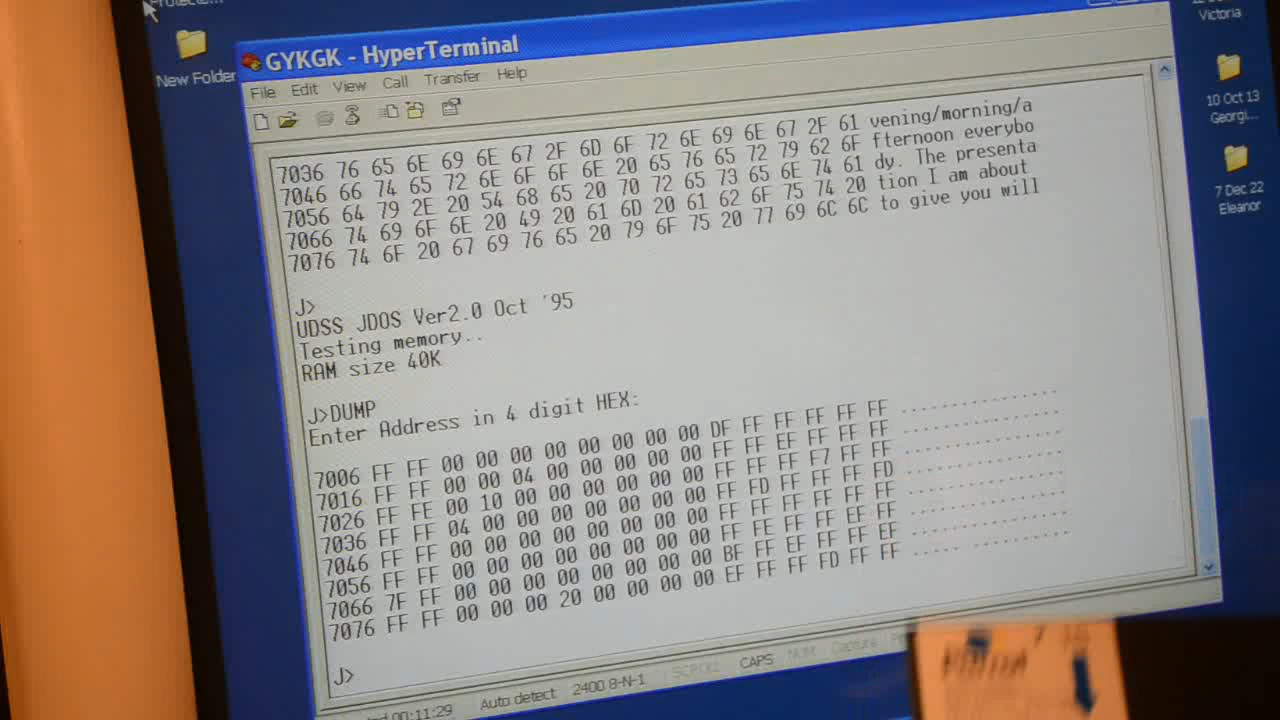 New Folder
GYKGK - HyperTerminal
File Edit View Call Transfer Help
Victoria
10 Oct 13
Georgi...
7 Dec 22
Eleanor
7036 76 65 6E 69 6E 67 2F 6D 6F 72 6E 69 6E 67 2F 61 vening/morning/a
7046 66 74 65 72 6E 6F 6F 6E 20 65 76 65 72 79 62 6F fternoon everybo
7056 64 79 2E 20 54 68 65 20 70 72 65 73 65 6E 74 61 dy. The presenta
7066 74 69 6F 6E 20 49 20 61 6D 20 61 62 6F 75 74 20 tion I am about
7076 74 6F 20 67 69 76 65 20 79 6F 75 20 77 69 6C 6C to give you will
J>
UDSS JDOS Ver2.0 Oct '95
Testing memory..
RAM size 40K
J>DUMP
Enter Address in 4 digit HEX:
7006 FF FF 00 00 00 00 00 00 00 00 DF FF FF FF FF FF ................
7016 FF FF 00 00 04 00 00 00 00 00 FF FF EF FF FF FF ................
7026 FF FE 00 10 00 00 00 00 00 00 FF FF FF F7 FF FF ................
7036 FF FF 04 00 00 00 00 00 00 00 FF FD FF FF FF FD ................
7046 FF FF 00 00 00 00 00 00 00 00 FF FF FF FF FF FF ................
7056 FF FF 00 00 00 00 00 00 00 00 FF FE FF FF EF FF ................
7066 7F FF 00 00 00 00 00 00 00 00 BF FF EF FF FF EF ................
7076 FF FF 00 00 00 20 00 00 00 00 EF FF FF FD FF FF ..... ..........
J>
00:11:29 Auto detect 2400 8-N-1 SCROLL CAPS NUM Capture